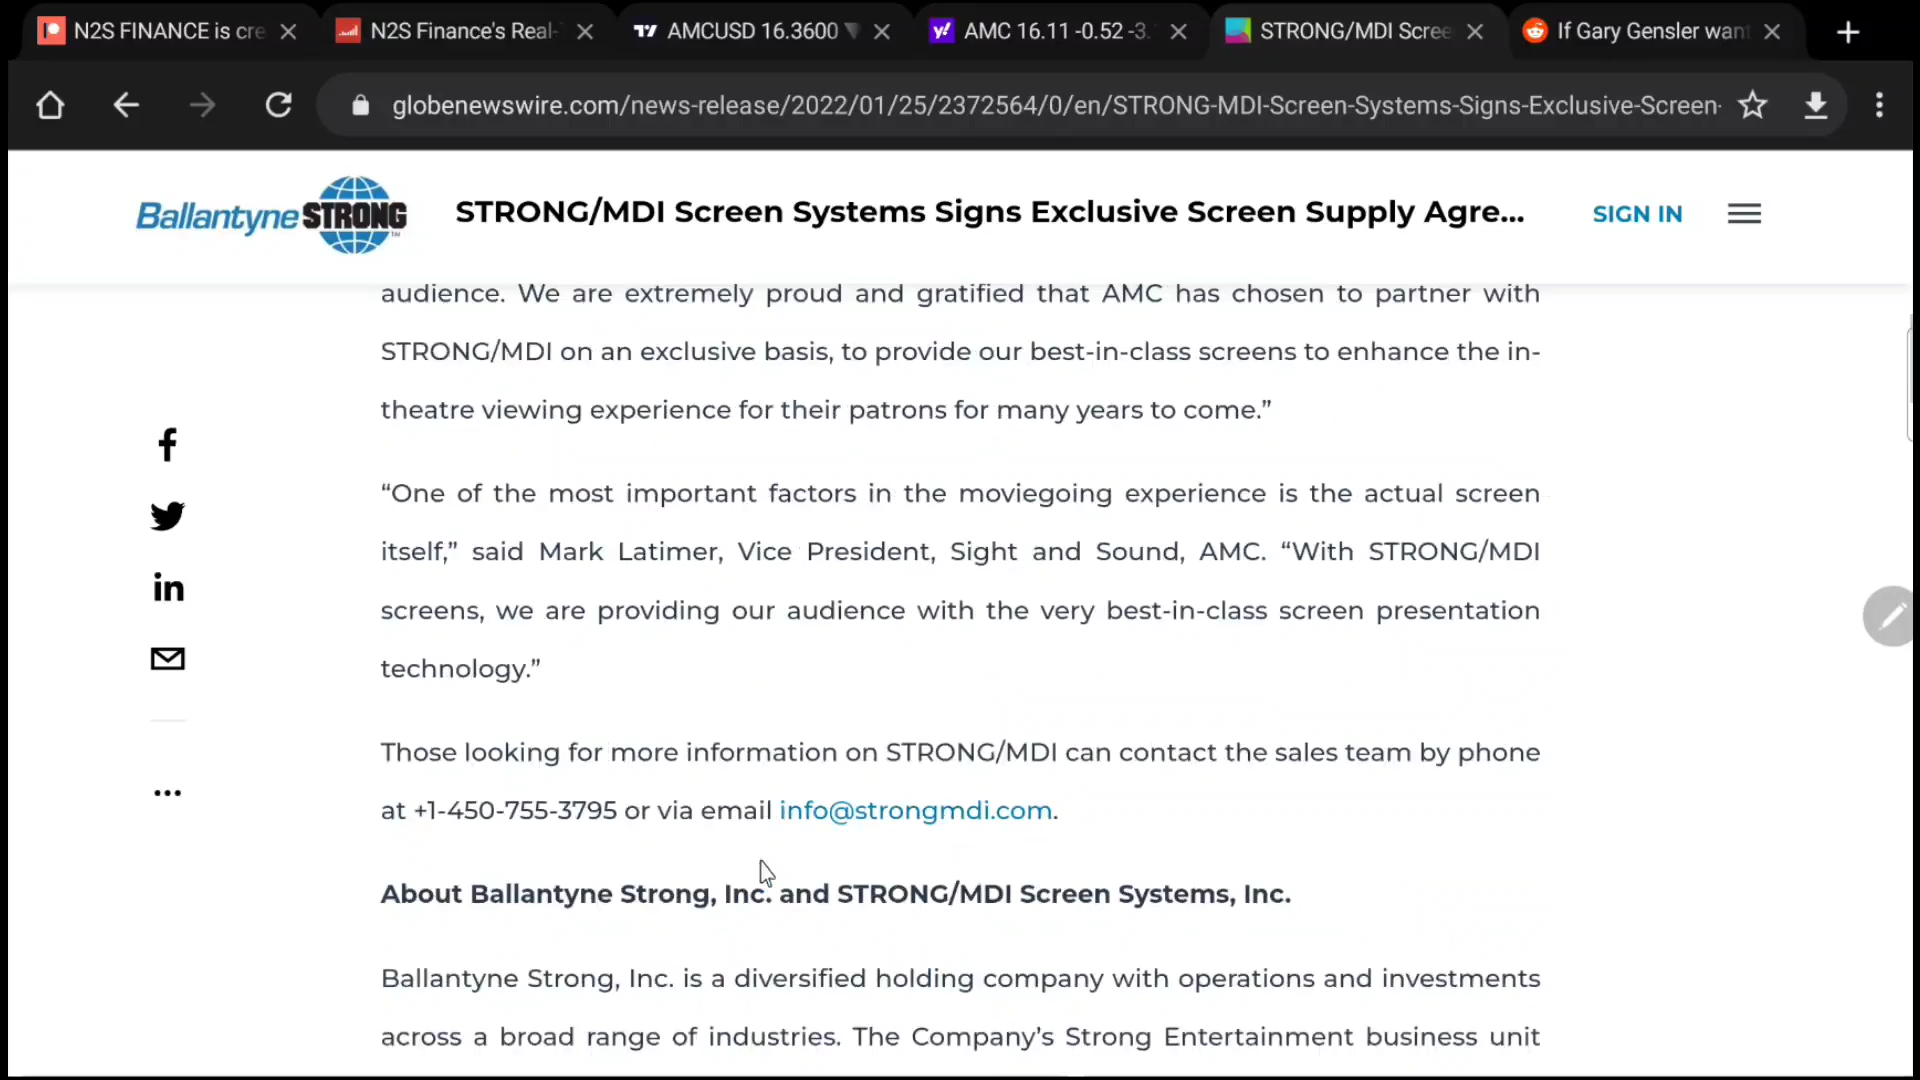 N2S FINANCE is cre
N2S Finance's Real-
AMCUSD 16.3600 ▼
AMC 16.11 -0.52 -3.
STRONG/MDI Scree
If Gary Gensler wan
globenewswire.com/news-release/2022/01/25/2372564/0/en/STRONG-MDI-Screen-Systems-Signs-Exclusive-Screen-
Ballantyne STRONG
STRONG/MDI Screen Systems Signs Exclusive Screen Supply Agre...
SIGN IN
audience. We are extremely proud and gratified that AMC has chosen to partner with
STRONG/MDI on an exclusive basis, to provide our best-in-class screens to enhance the in-
theatre viewing experience for their patrons for many years to come.”
“One of the most important factors in the moviegoing experience is the actual screen
itself,” said Mark Latimer, Vice President, Sight and Sound, AMC. “With STRONG/MDI
screens, we are providing our audience with the very best-in-class screen presentation
technology.”
Those looking for more information on STRONG/MDI can contact the sales team by phone
at +1-450-755-3795 or via email info@strongmdi.com.
About Ballantyne Strong, Inc. and STRONG/MDI Screen Systems, Inc.
Ballantyne Strong, Inc. is a diversified holding company with operations and investments
across a broad range of industries. The Company’s Strong Entertainment business unit